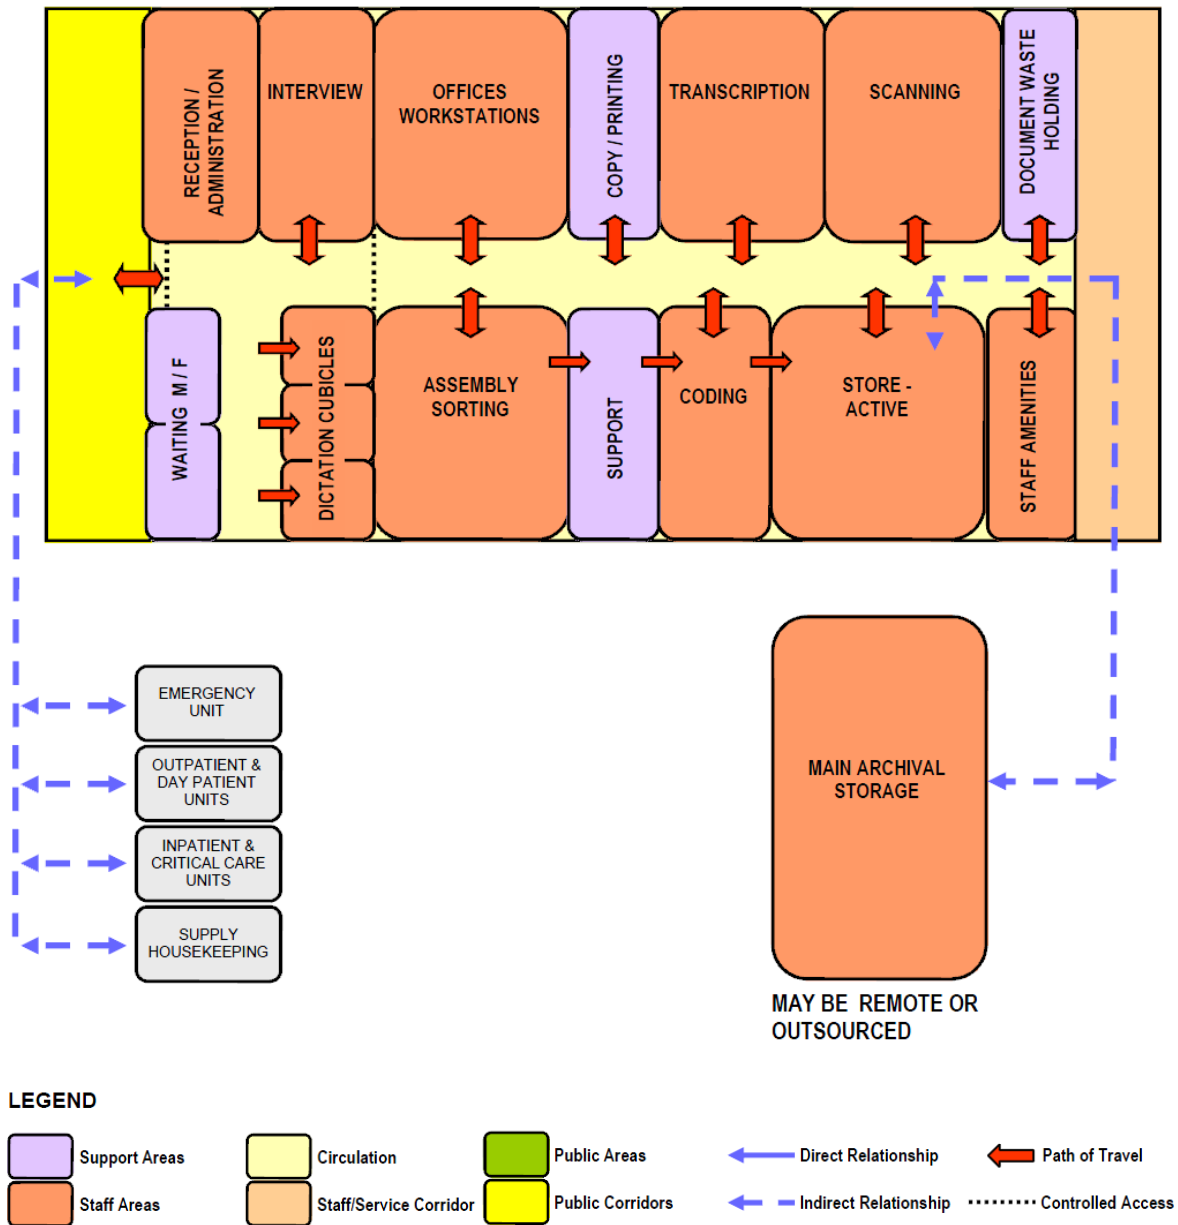 RECEPTION /
ADMINISTRATION
INTERVIEW
OFFICES
WORKSTATIONS
COPY / PRINTING
TRANSCRIPTION
SCANNING
DOCUMENT WASTE
HOLDING
WAITING M / F
DICTATION CUBICLES
ASSEMBLY
SORTING
SUPPORT
CODING
STORE -
ACTIVE
STAFF AMENITIES
EMERGENCY
UNIT
OUTPATIENT &
DAY PATIENT
UNITS
INPATIENT &
CRITICAL CARE
UNITS
SUPPLY
HOUSEKEEPING
MAIN ARCHIVAL
STORAGE
MAY BE REMOTE OR
OUTSOURCED
LEGEND
Support Areas
Circulation
Public Areas
Direct Relationship
Path of Travel
Staff Areas
Staff/Service Corridor
Public Corridors
Indirect Relationship
Controlled Access